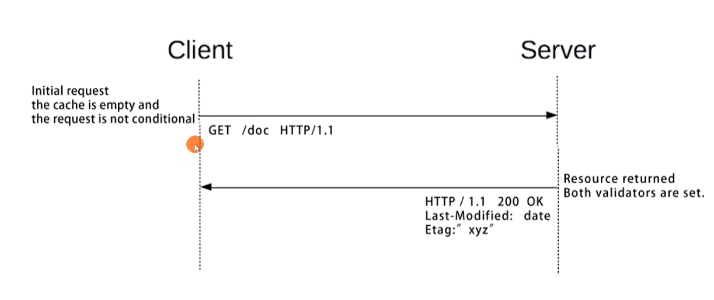 Client
Server
Initial request
the cache is empty and
the request is not conditional
GET /doc HTTP/1.1
Resource returned
Both validators are set.
HTTP / 1.1 200 OK
Last-Modified: date
Etag:" xyz"